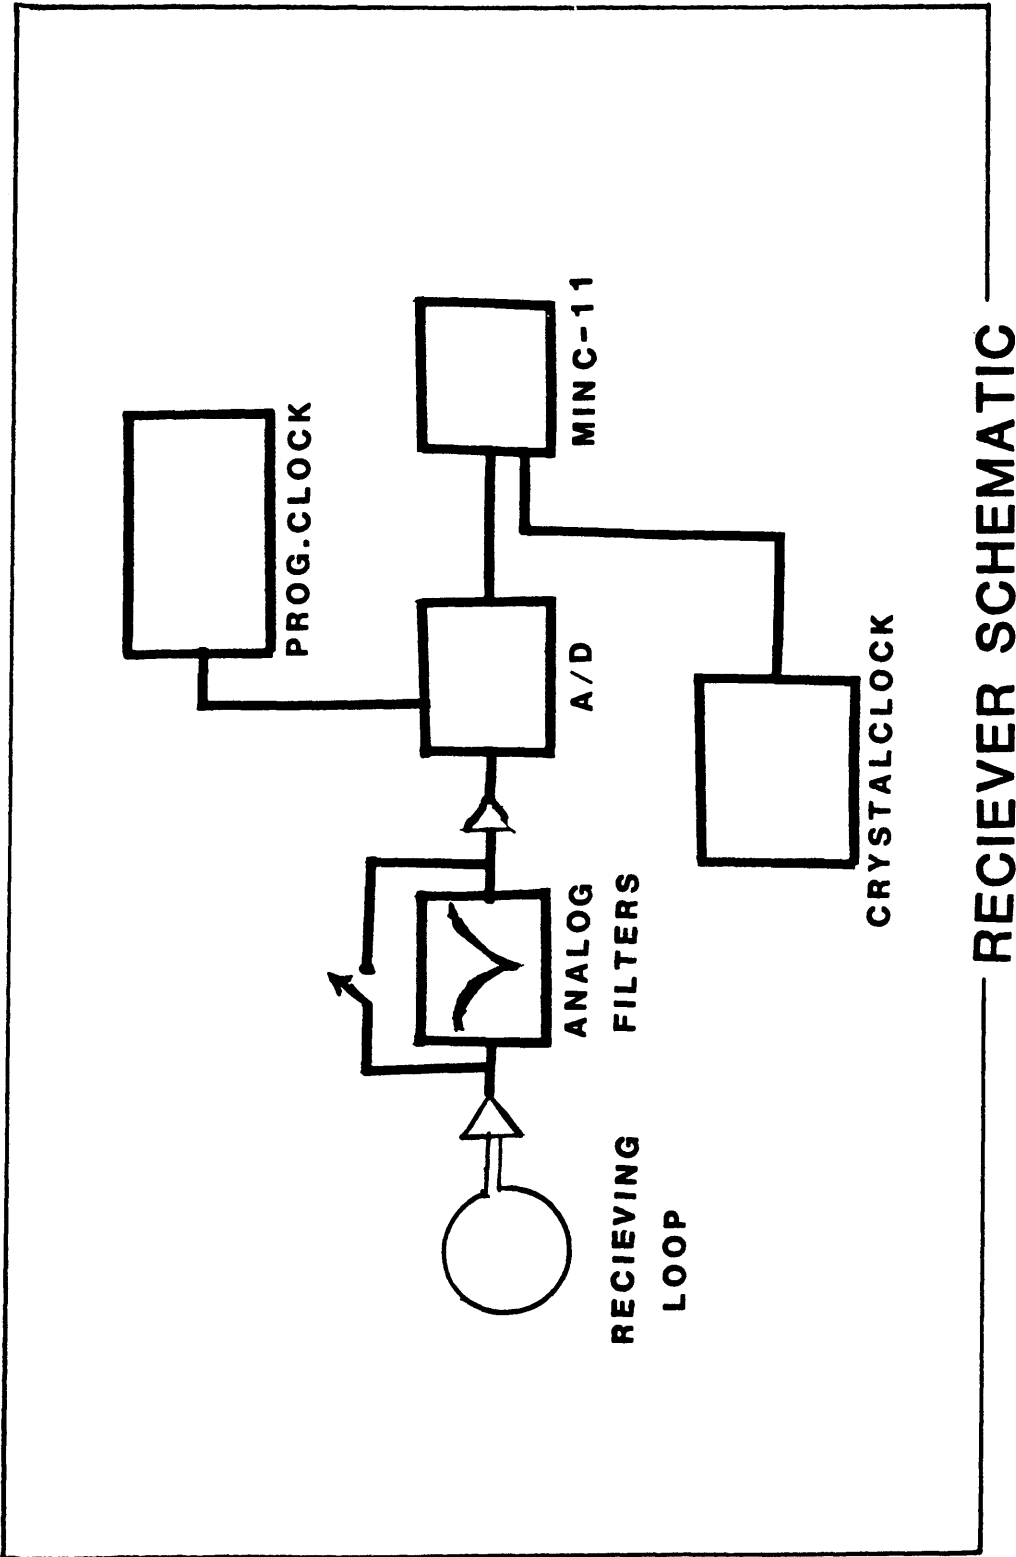 PROG.CLOCK
MINC-11
A/D
ANALOG
FILTERS
RECIEVING
LOOP
CRYSTALCLOCK
RECIEVER SCHEMATIC